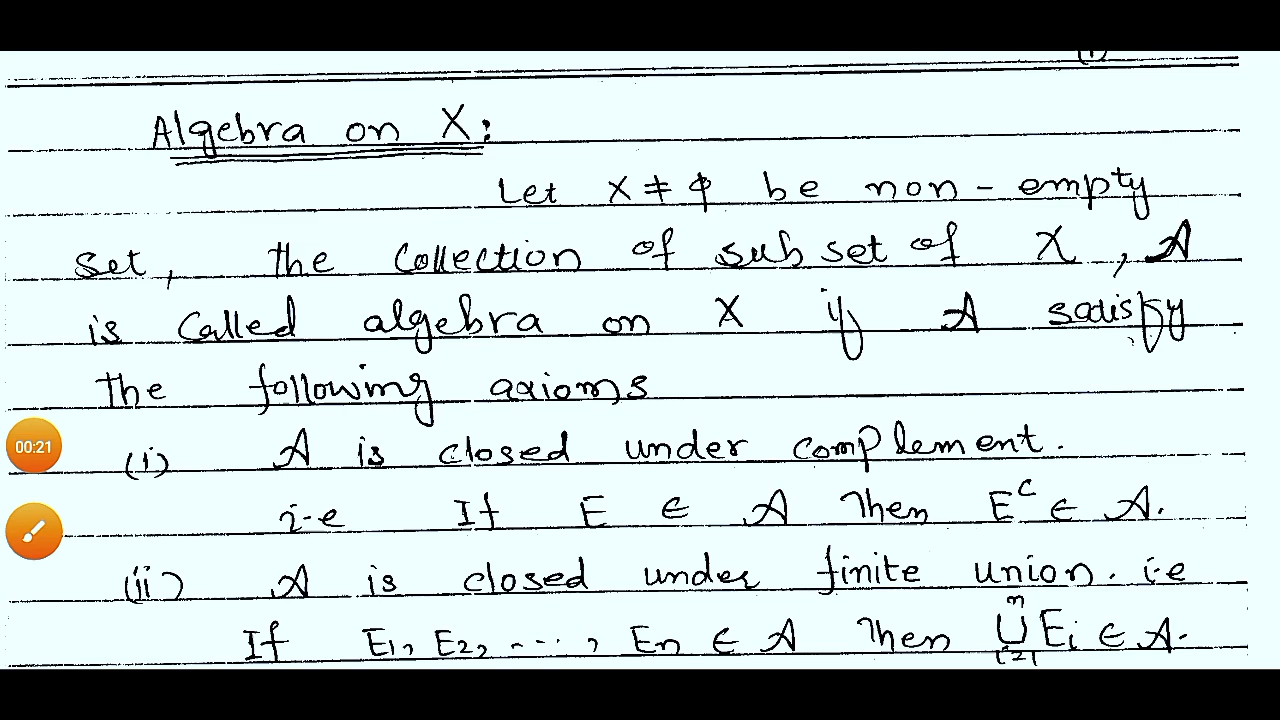 (1)
Algebra on X:
Let X ≠ φ be non-empty
set, the collection of subset of X, A
is called algebra on X if A satisfy
the following axioms
00:21
(i) A is closed under complement.
i-e If E ∈ A Then E^c ∈ A.
(ii) A is closed under finite union. i.e
If E1, E2, ..., En ∈ A Then ⋃_{i=1}^{n} Ei ∈ A.